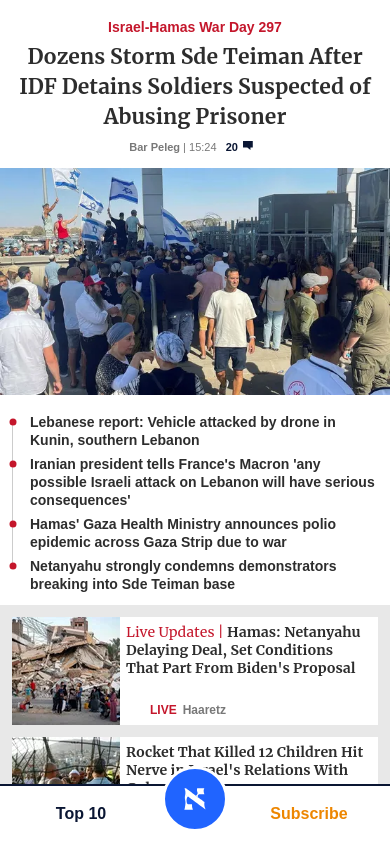 Israel-Hamas War Day 297
Dozens Storm Sde Teiman After
IDF Detains Soldiers Suspected of
Abusing Prisoner
Bar Peleg | 15:24 20
Lebanese report: Vehicle attacked by drone in
Kunin, southern Lebanon
Iranian president tells France's Macron 'any
possible Israeli attack on Lebanon will have serious
consequences'
Hamas' Gaza Health Ministry announces polio
epidemic across Gaza Strip due to war
Netanyahu strongly condemns demonstrators
breaking into Sde Teiman base
Live Updates | Hamas: Netanyahu
Delaying Deal, Set Conditions
That Part From Biden's Proposal
LIVE Haaretz
Rocket That Killed 12 Children Hit
Nerve in Israel's Relations With
Top 10
Subscribe